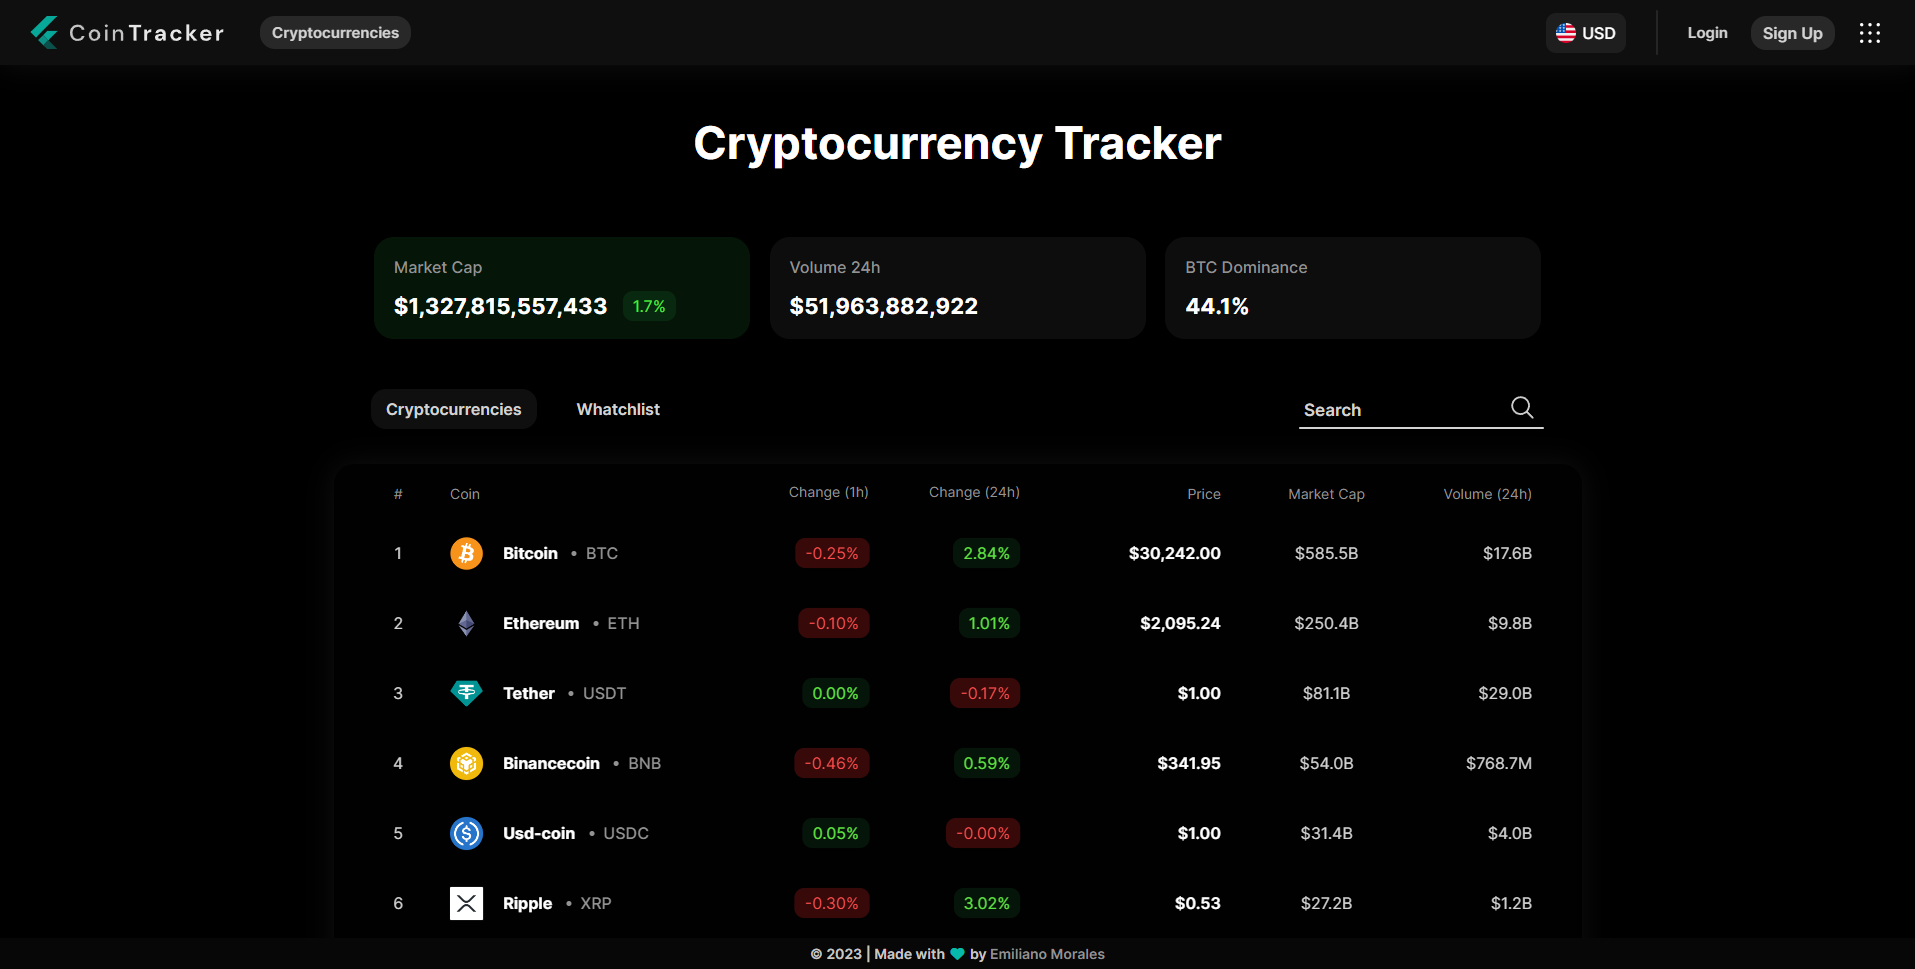 CoinTracker Cryptocurrencies USD Login Sign Up
Cryptocurrency Tracker
Market Cap Volume 24h BTC Dominance
$1,327,815,557,433 1.7% $51,963,882,922 44.1%
Cryptocurrencies Whatchlist Search
# Coin Change (1h) Change (24h) Price Market Cap Volume (24h)
1 Bitcoin • BTC -0.25% 2.84% $30,242.00 $585.5B $17.6B
2 Ethereum • ETH -0.10% 1.01% $2,095.24 $250.4B $9.8B
3 Tether • USDT 0.00% -0.17% $1.00 $81.1B $29.0B
4 Binancecoin • BNB -0.46% 0.59% $341.95 $54.0B $768.7M
5 Usd-coin • USDC 0.05% -0.00% $1.00 $31.4B $4.0B
6 Ripple • XRP -0.30% 3.02% $0.53 $27.2B $1.2B
© 2023 | Made with by Emiliano Morales